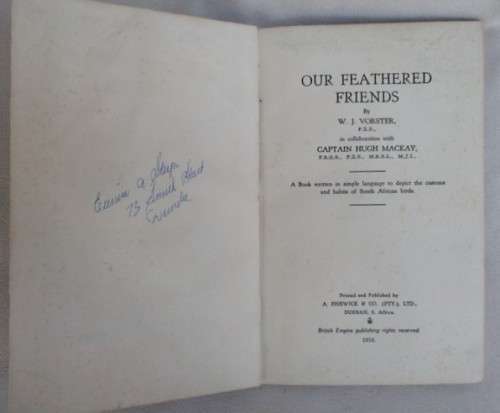 73
OUR FEATHERED
FRIENDS
By
W. J. VORSTER,
F.Z.S.,
in collaboration with
CAPTAIN HUGH MACKAY,
A Book written in simple language to depict the customs
and habits of South African birds.
Printed and Published by
A. FISHWICK & CO. (PTY.), LTD.,
DURBAN, S. Africa.
British Empire publishing rights reserved